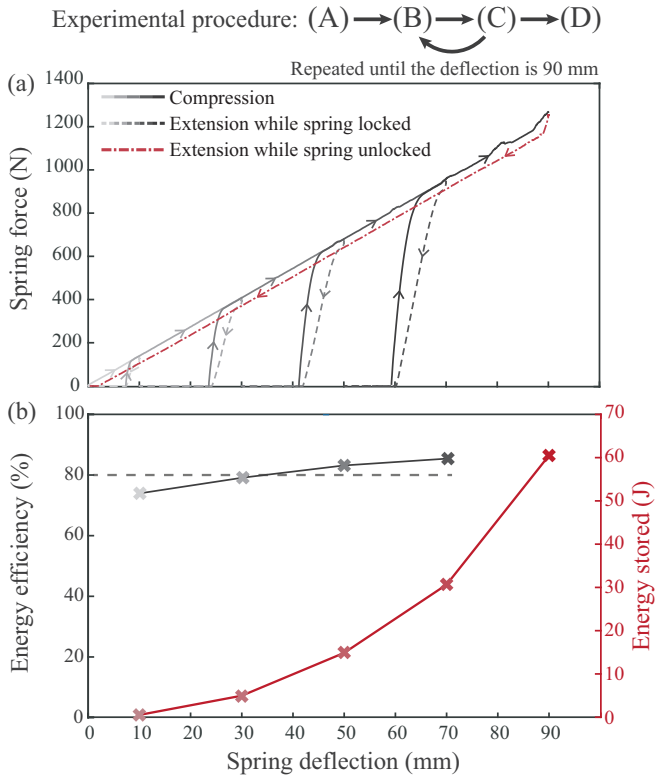 Experimental procedure: (A) (B) (C) (D)
Repeated until the deflection is 90 mm
(a)
1400
1200
1000
800
600
400
200
0
Spring force (N)
Compression
Extension while spring locked
Extension while spring unlocked
(b)
100
80
60
40
20
0
Energy efficiency (%)
70
60
50
40
30
20
10
0
Energy stored (J)
0 10 20 30 40 50 60 70 80 90
Spring deflection (mm)